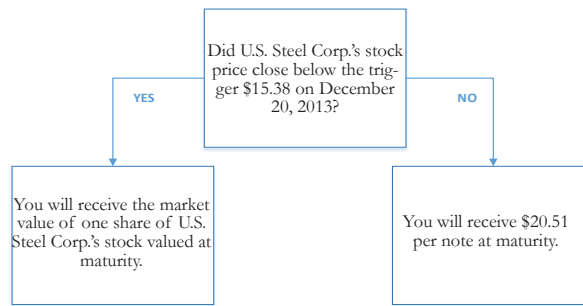 Did U.S. Steel Corp.'s stock
price close below the trig-
ger $15.38 on December
20, 2013?
YES
NO
You will receive the market
value of one share of U.S.
Steel Corp.'s stock valued at
maturity.
You will receive $20.51
per note at maturity.